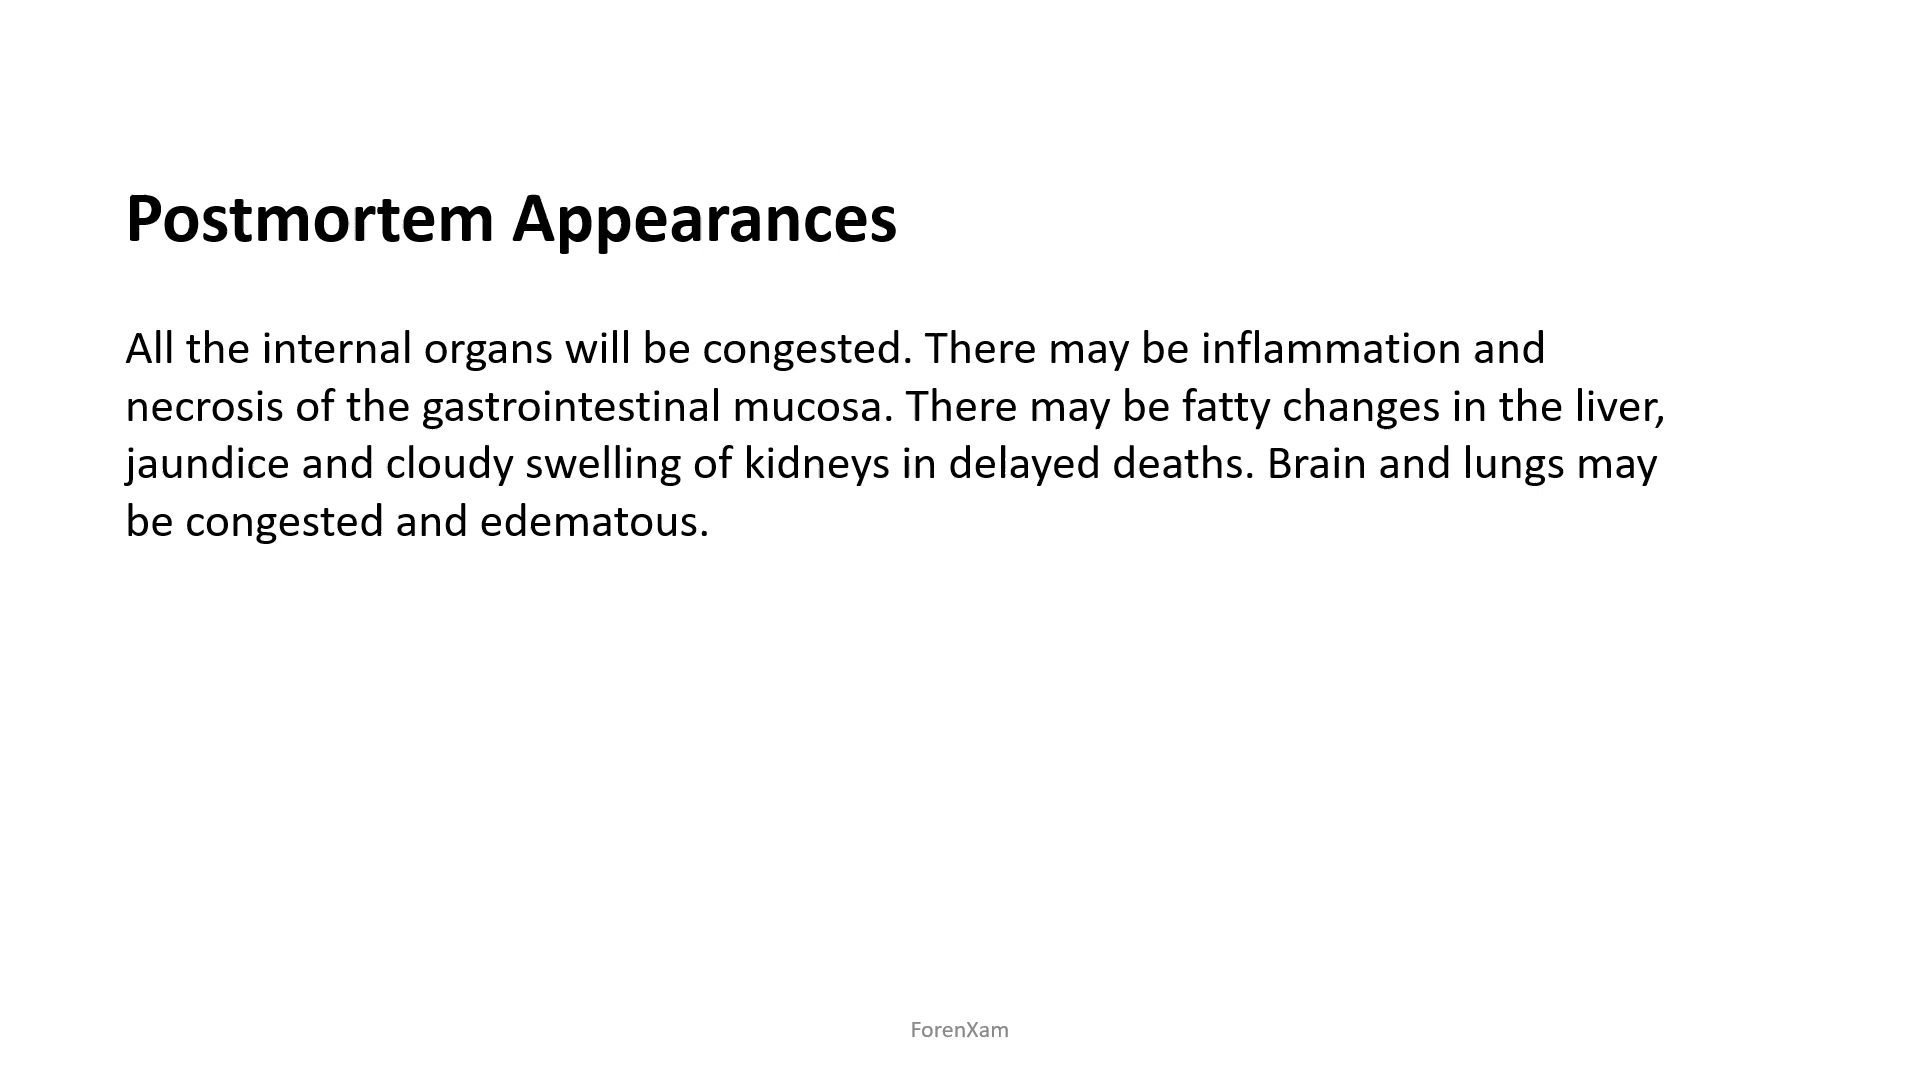 Postmortem Appearances
All the internal organs will be congested. There may be inflammation and
necrosis of the gastrointestinal mucosa. There may be fatty changes in the liver,
jaundice and cloudy swelling of kidneys in delayed deaths. Brain and lungs may
be congested and edematous.
ForenXam